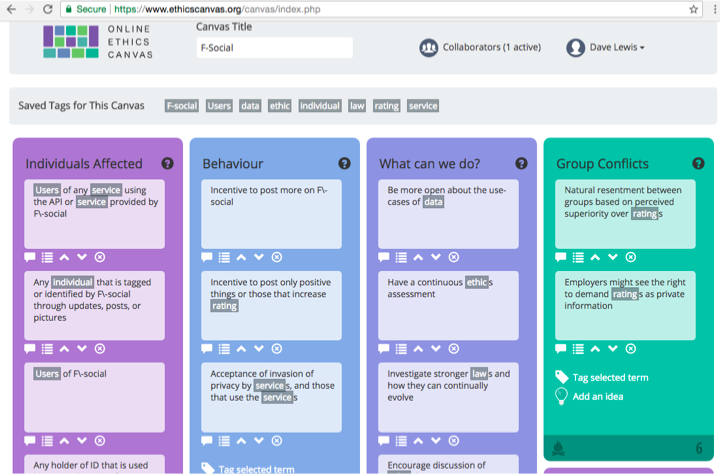 Secure https://www.ethicscanvas.org/canvas/index.php
ONLINE
ETHICS
CANVAS
Canvas Title
F-Social
Collaborators (1 active)
Dave Lewis
Saved Tags for This Canvas F-social Users data ethic individual law rating service
Individuals Affected ?
Users of any service using
the API or service provided by
F\-social
Any individual that is tagged
or identified by F\-social
through updates, posts, or
pictures
Users of F\-social
Any holder of ID that is used
Behaviour ?
Incentive to post more on F\-
social
Incentive to post only positive
things or those that increase
rating
Acceptance of invasion of
privacy by services, and those
that use the services
Tag selected term
What can we do? ?
Be more open about the use-
cases of data
Have a continuous ethics
assessment
Investigate stronger laws and
how they can continually
evolve
Encourage discussion of
Group Conflicts ?
Natural resentment between
groups based on perceived
superiority over ratings
Employers might see the right
to demand ratings as private
information
Tag selected term
Add an idea
6